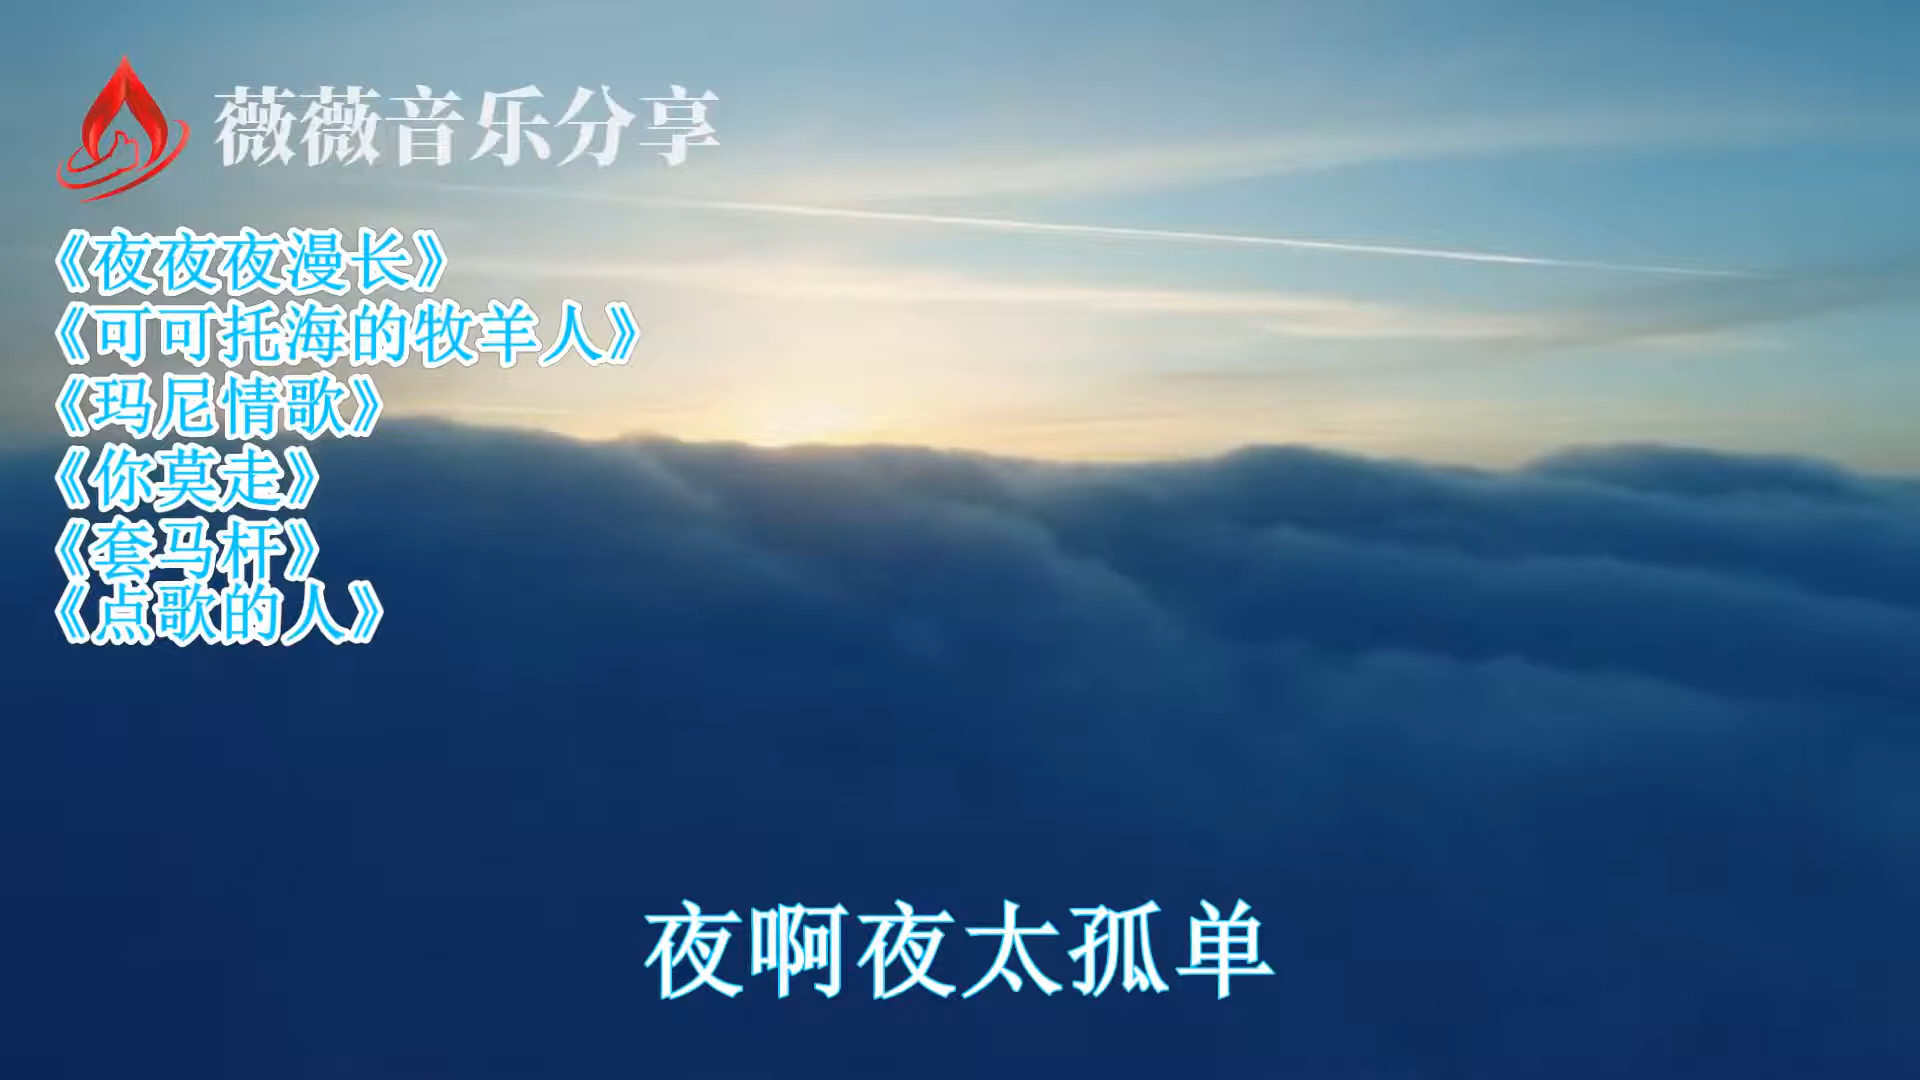 薇薇音乐分享
《夜夜夜漫长》
《可可托海的牧羊人》
《玛尼情歌》
《你莫走》
《套马杆》
《点歌的人》
夜啊夜太孤单